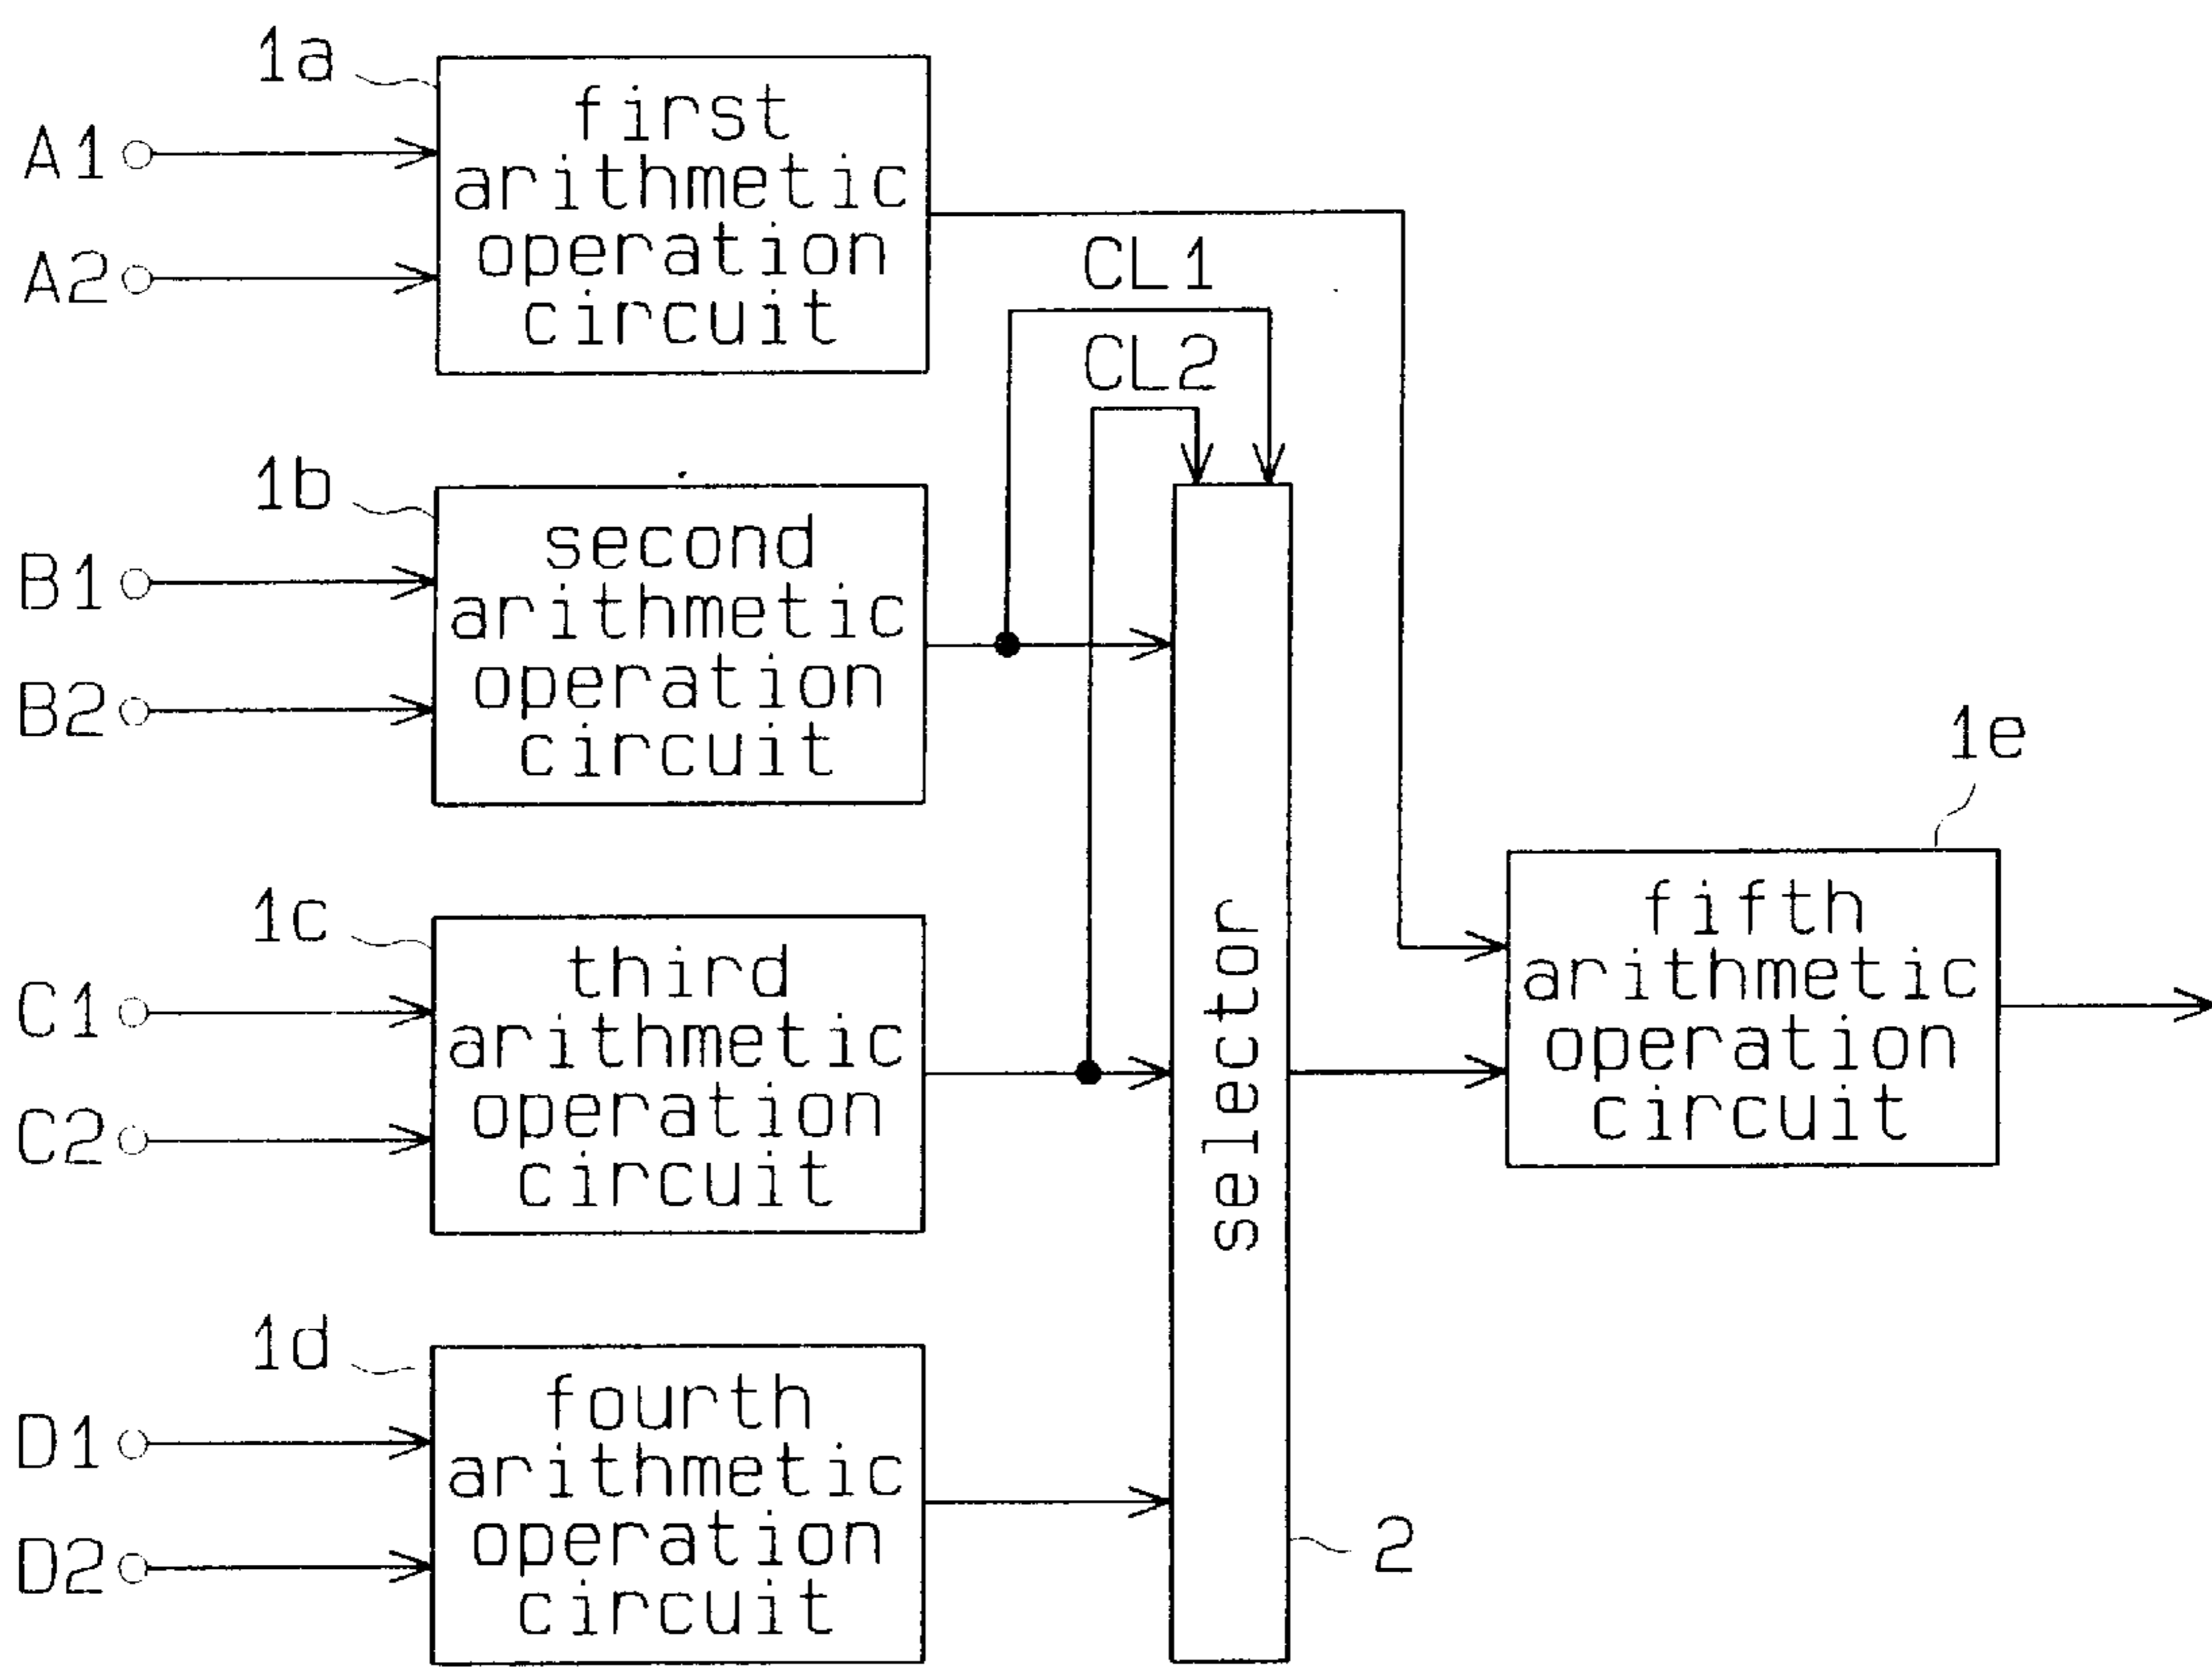 1a
first
arithmetic
operation
circuit
A1
A2
CL1
CL2
1b
second
arithmetic
operation
circuit
B1
B2
1e
fifth
arithmetic
operation
circuit
1c
third
arithmetic
operation
circuit
C1
C2
selector
1d
fourth
arithmetic
operation
circuit
D1
D2
2